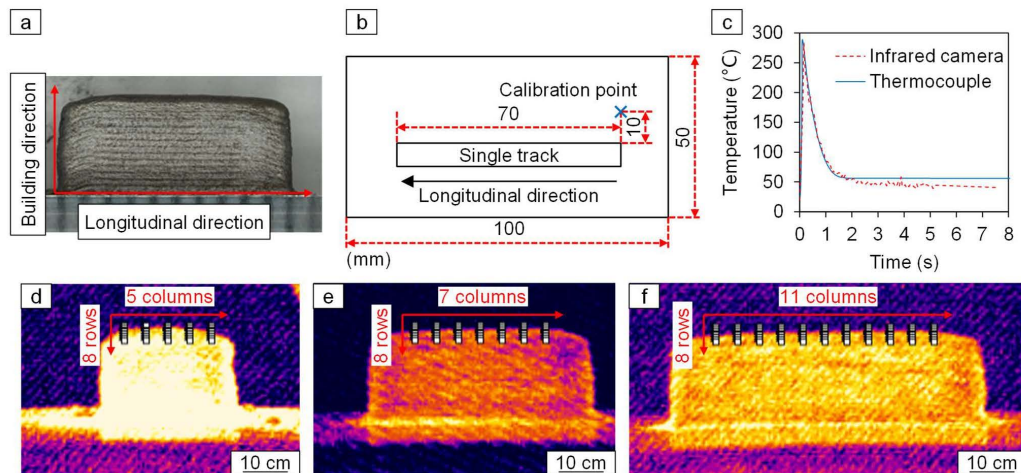 a
Building direction
Longitudinal direction
b
Calibration point
70
10
50
Single track
Longitudinal direction
100
(mm)
c
Temperature (°C)
300
250
200
150
100
50
0
Infrared camera
Thermocouple
0 1 2 3 4 5 6 7 8
Time (s)
d
5 columns
8 rows
10 cm
e
7 columns
8 rows
10 cm
f
11 columns
8 rows
10 cm